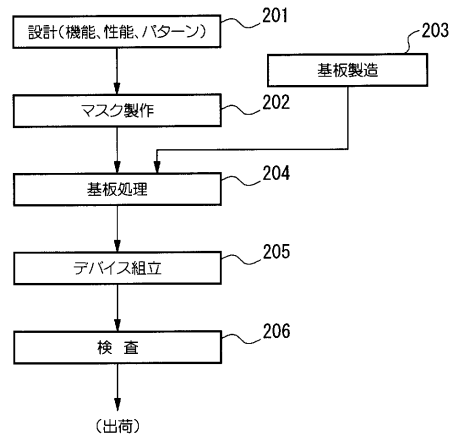 設計（機能、性能、パターン）
201
203
基板製造
マスク製作
202
基板処理
204
デバイス組立
205
検 査
206
（出荷）